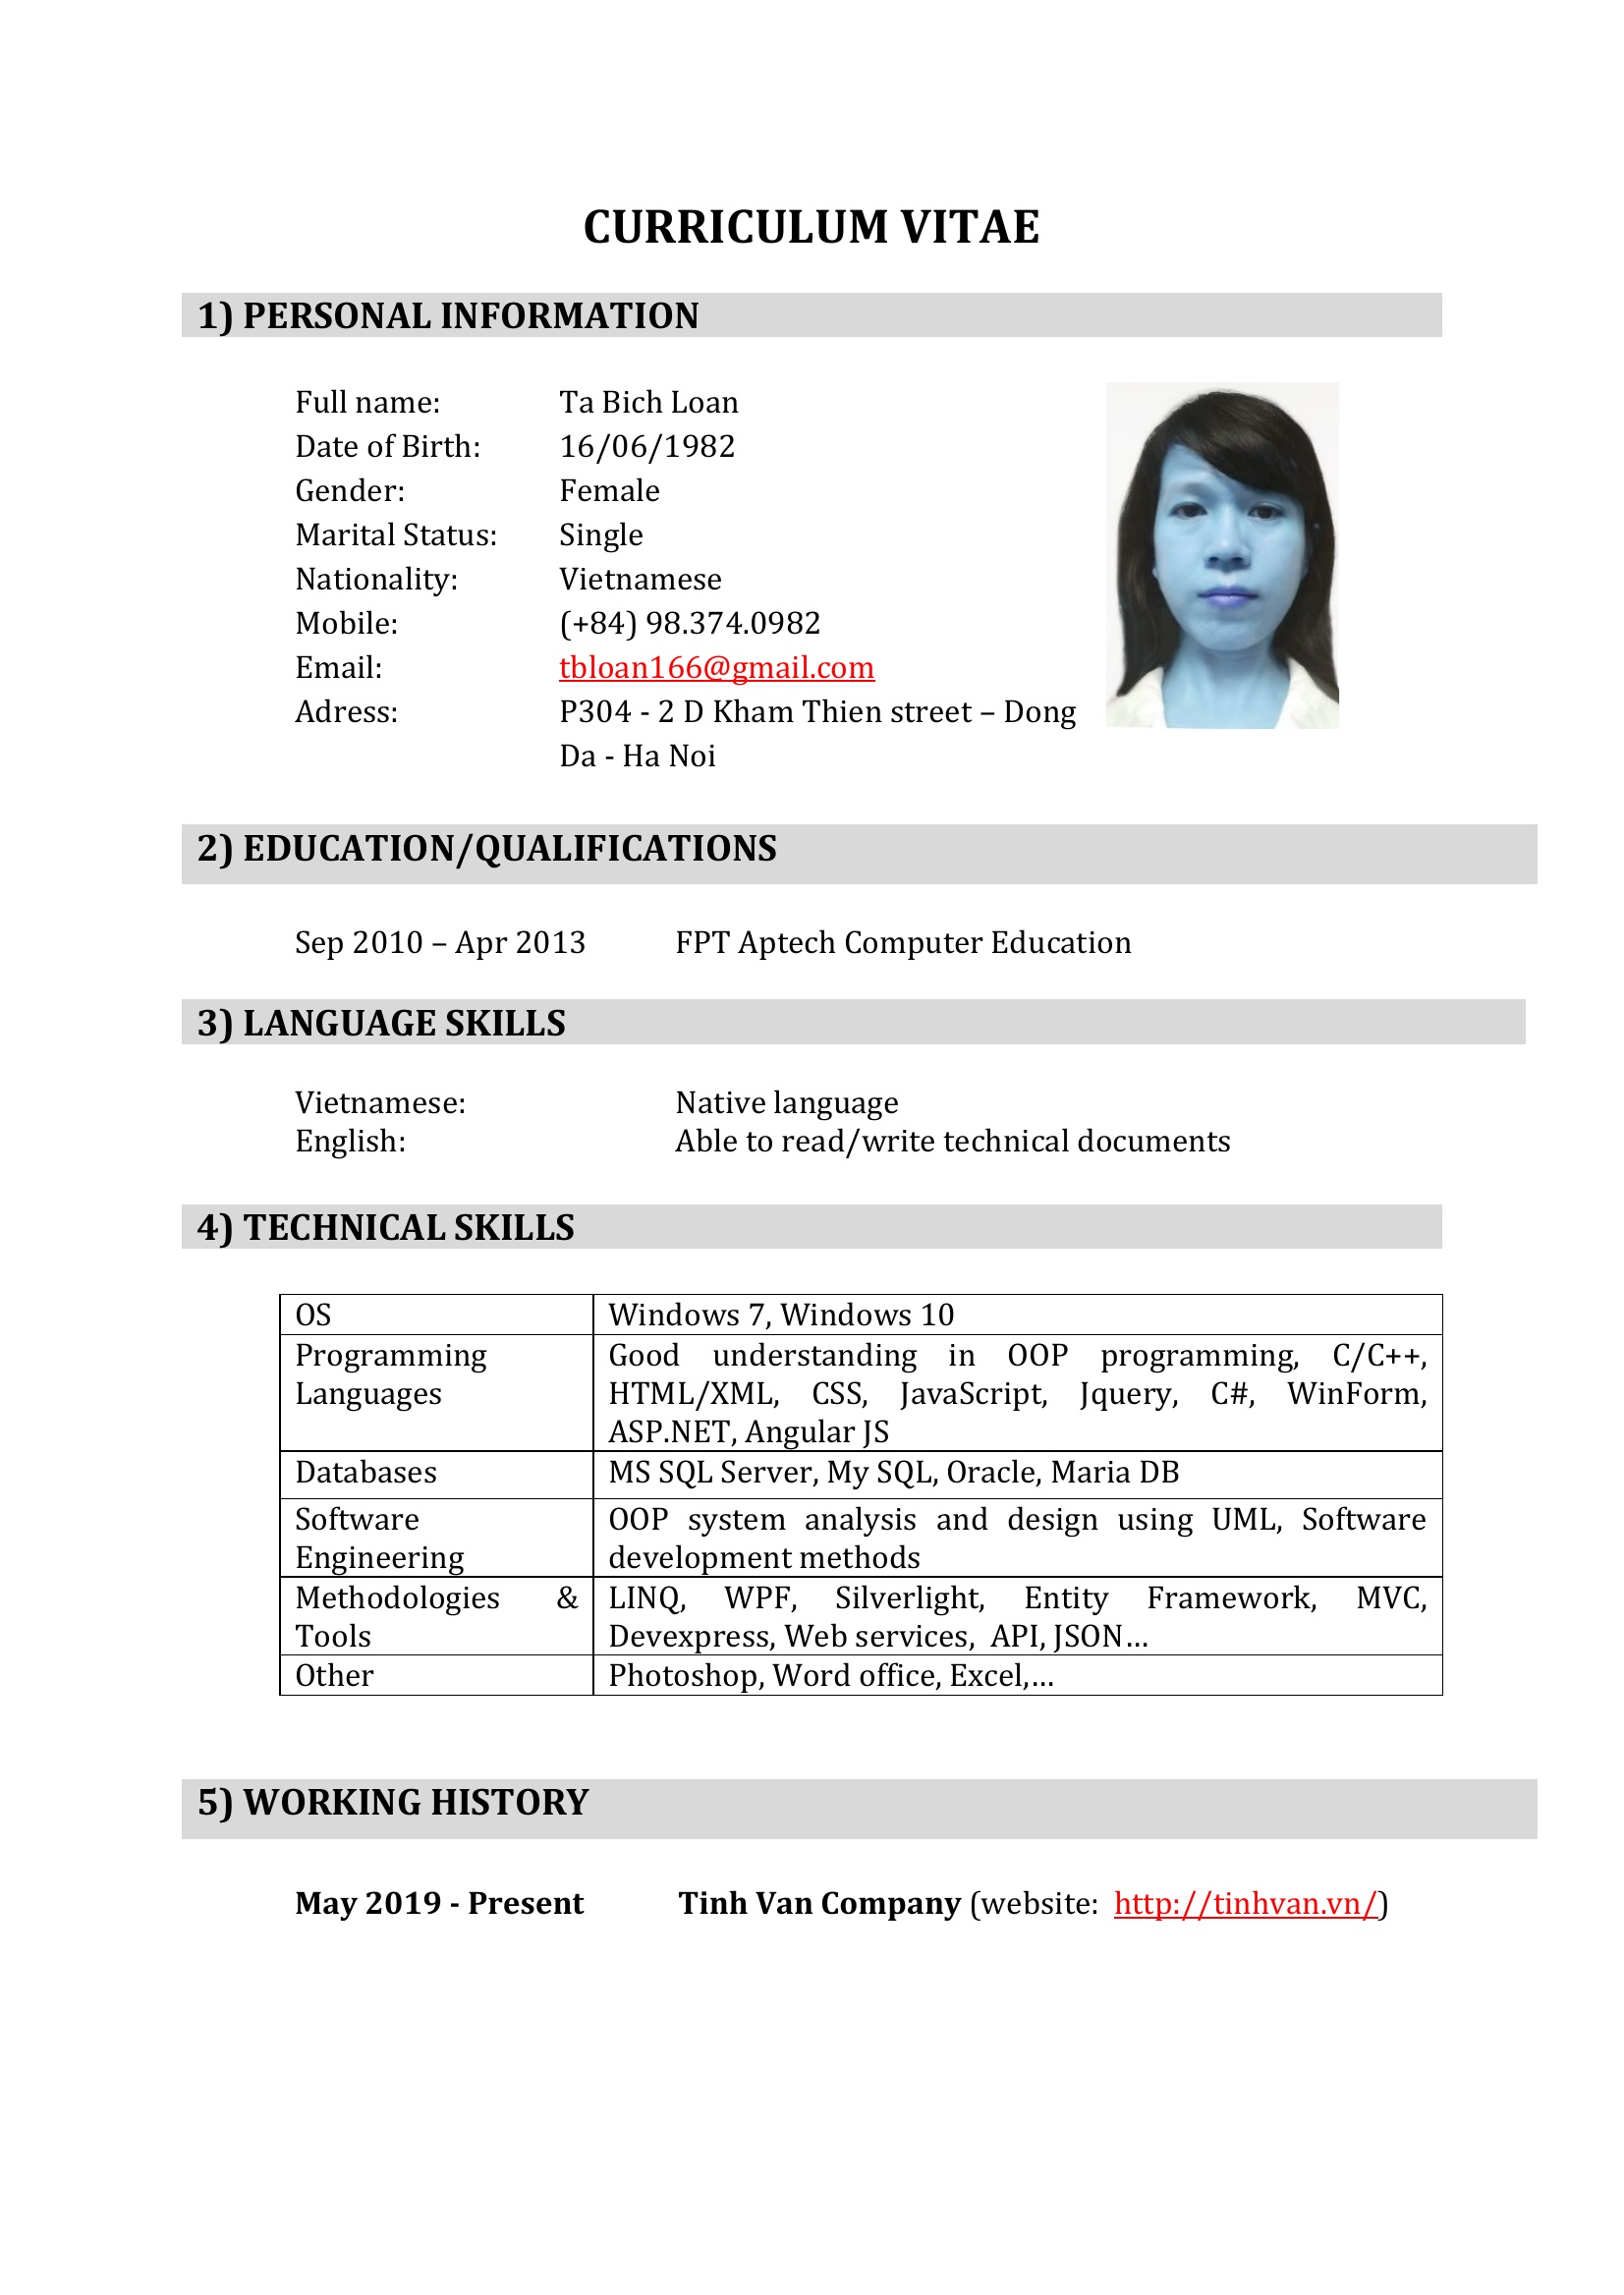 CURRICULUM VITAE
1) PERSONAL INFORMATION
Full name: Ta Bich Loan
Date of Birth: 16/06/1982
Gender: Female
Marital Status: Single
Nationality: Vietnamese
Mobile: (+84) 98.374.0982
Email: tbloan166@gmail.com
Adress: P304 - 2 D Kham Thien street – Dong
Da - Ha Noi
2) EDUCATION/QUALIFICATIONS
Sep 2010 – Apr 2013 FPT Aptech Computer Education
3) LANGUAGE SKILLS
Vietnamese: Native language
English: Able to read/write technical documents
4) TECHNICAL SKILLS
OS Windows 7, Windows 10
Programming Good understanding in OOP programming, C/C++,
Languages HTML/XML, CSS, JavaScript, Jquery, C#, WinForm,
ASP.NET, Angular JS
Databases MS SQL Server, My SQL, Oracle, Maria DB
Software OOP system analysis and design using UML, Software
Engineering development methods
Methodologies & LINQ, WPF, Silverlight, Entity Framework, MVC,
Tools Devexpress, Web services, API, JSON…
Other Photoshop, Word office, Excel,…
5) WORKING HISTORY
May 2019 - Present Tinh Van Company (website: http://tinhvan.vn/)